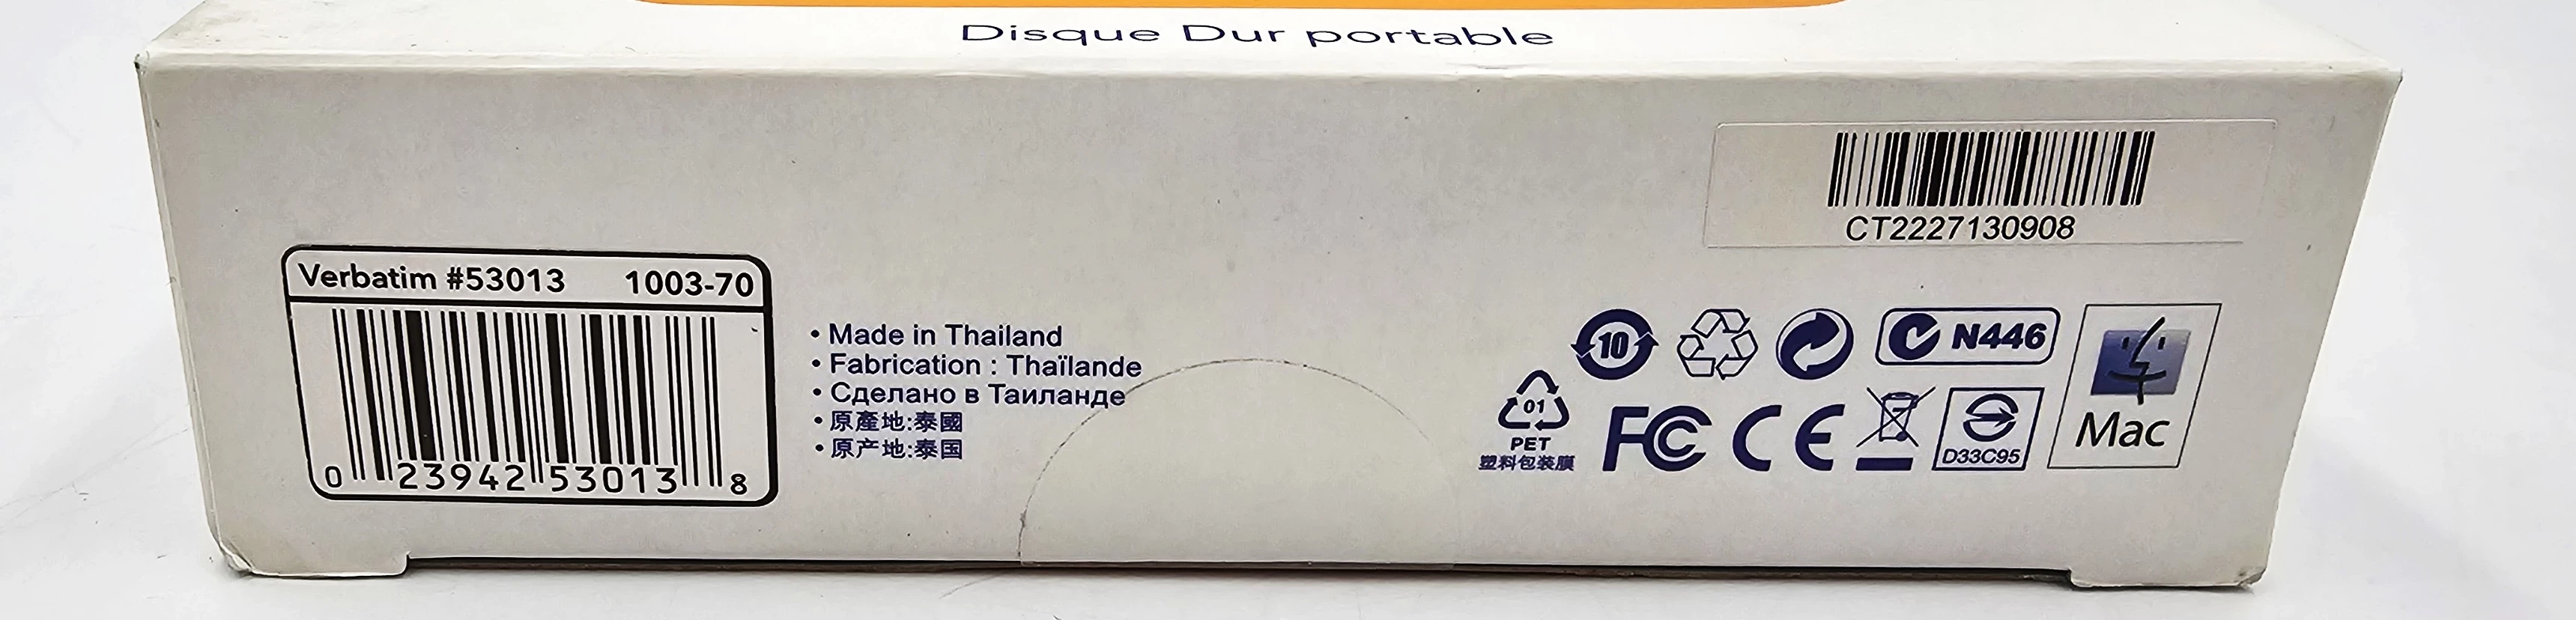 Disque Dur portable
CT2227130908
Verbatim #53013 1003-70
0 23942 53013 8
• Made in Thailand
• Fabrication : Thaïlande
• Сделано в Таиланде
• 原產地:泰國
• 原产地:泰国
10 N446
01
PET
塑料包装膜
FC CE D33C95
Mac